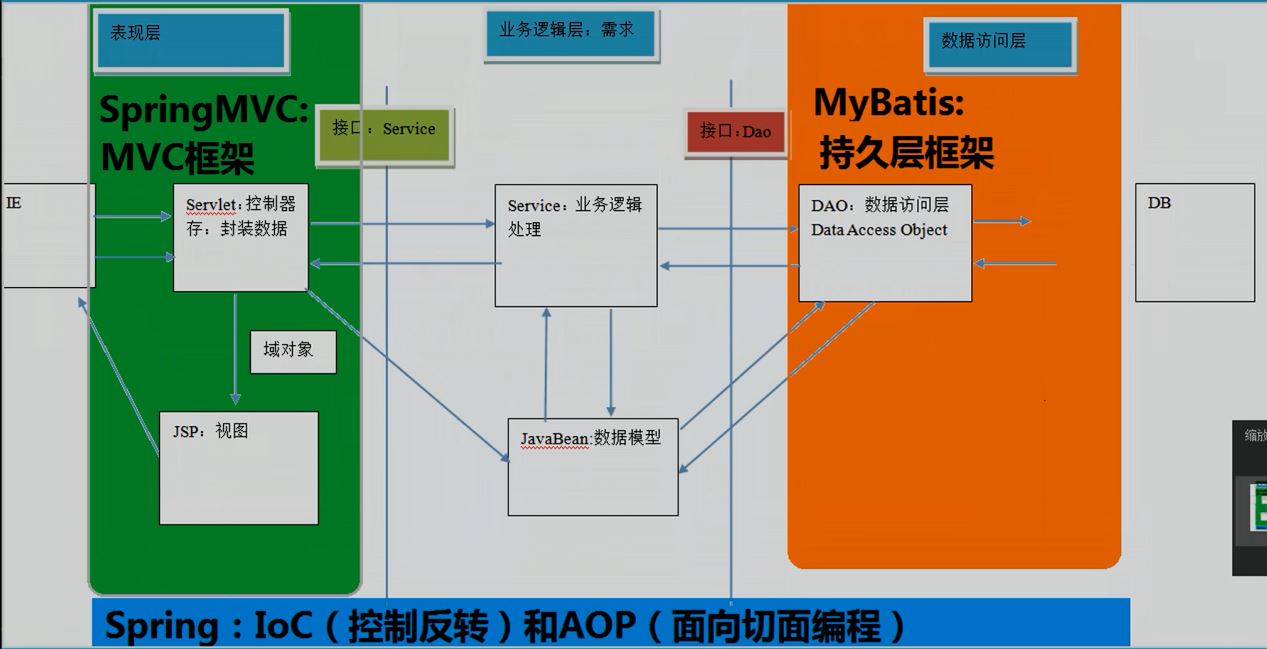 表现层
业务逻辑层：需求
数据访问层
SpringMVC:
MVC框架
接口：Service
接口:Dao
MyBatis:
持久层框架
IE
Servlet:控制器
存：封装数据
Service：业务逻辑
处理
DAO：数据访问层
Data Access Object
DB
域对象
JSP：视图
JavaBean:数据模型
缩放
Spring：IoC（控制反转）和AOP（面向切面编程）